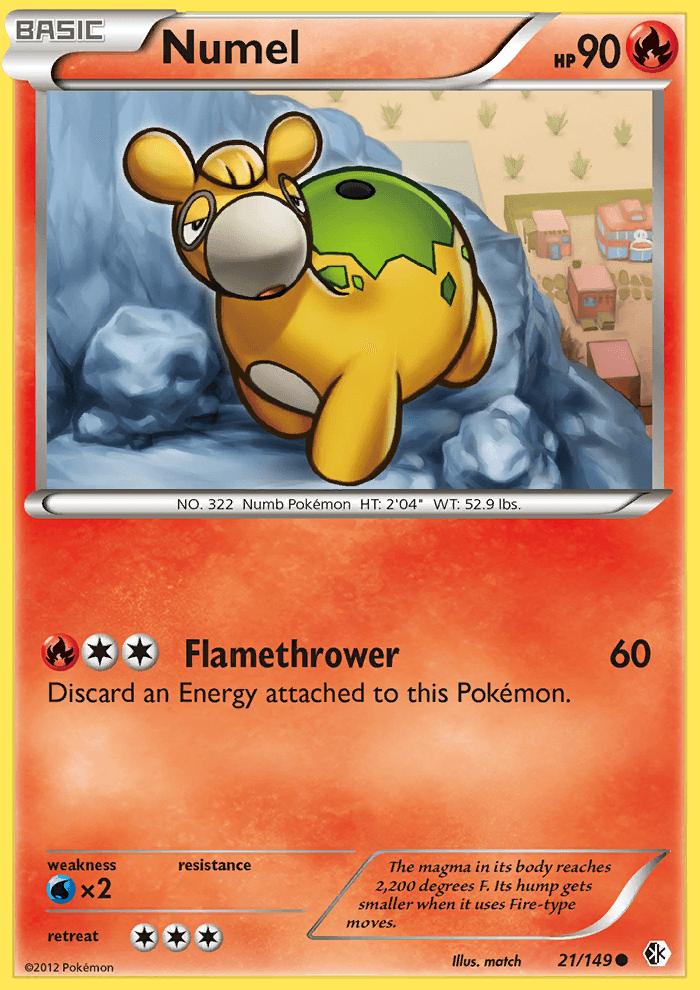 BASIC
Numel
HP 90
NO. 322 Numb Pokémon HT: 2'04" WT: 52.9 lbs.
Flamethrower 60
Discard an Energy attached to this Pokémon.
weakness resistance
×2
retreat
The magma in its body reaches
2,200 degrees F. Its hump gets
smaller when it uses Fire-type
moves.
©2012 Pokémon
Illus. match 21/149